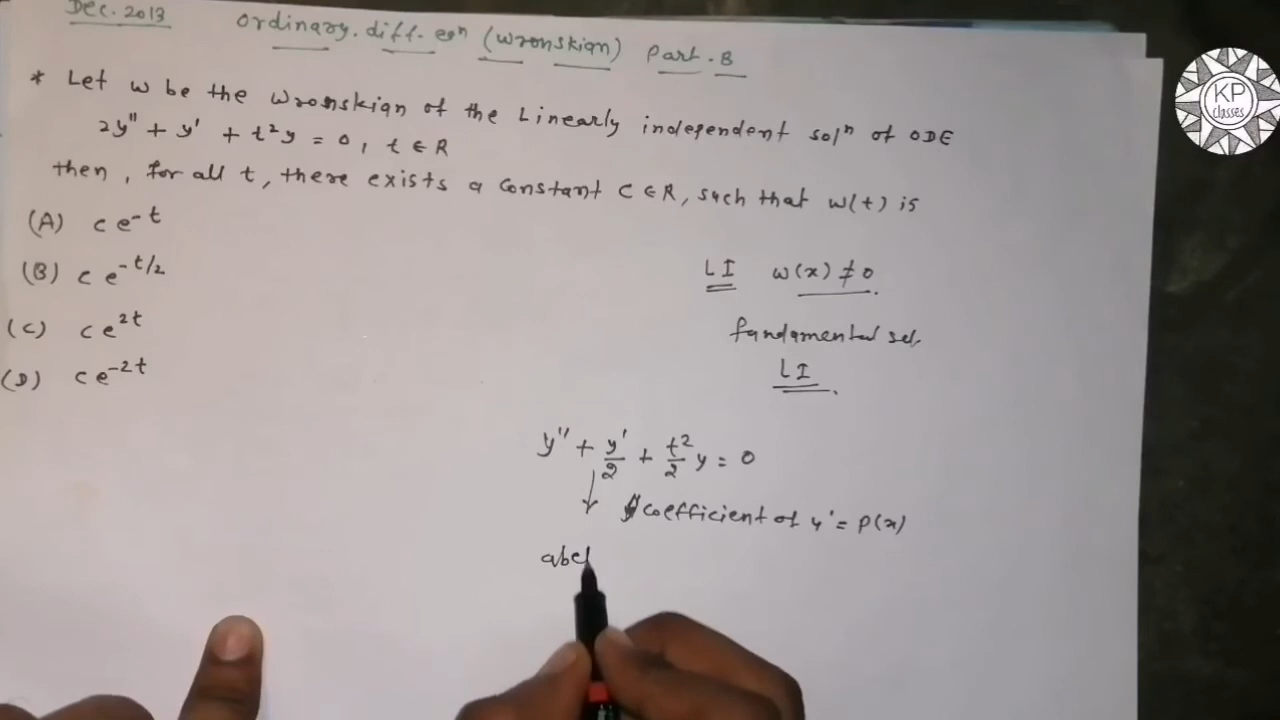 Dec. 2013 Ordinary. diff. eqⁿ (Wronskian) Part. B
* Let w be the Wronskian of the Linearly independent solⁿ of ODE
2y'' + y' + t²y = 0, t ∈ R
then, for all t, there exists a constant C ∈ R, such that w(t) is
(A) c e^-t
(B) c e^-t/2
(C) c e^2t
(D) c e^-2t
LI w(x) ≠ 0
fundamental set,
LI
y'' + y'/2 + t²/2 y = 0
↓ coefficient of y' = P(x)
abel
KP
classes